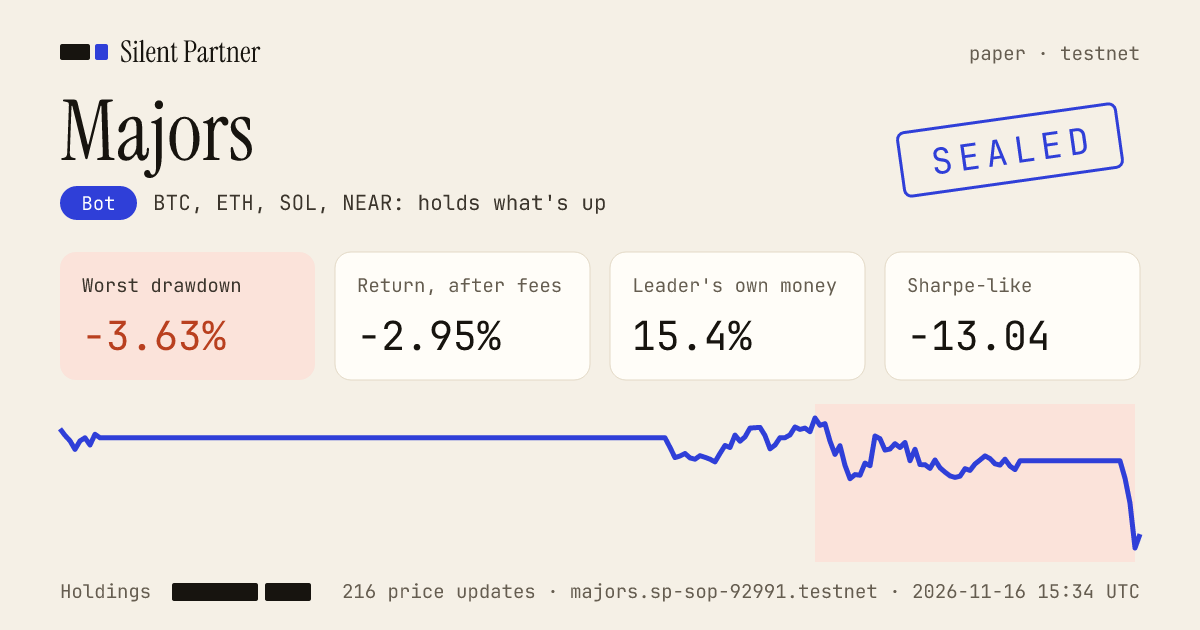 Silent Partner
paper · testnet
Majors
SEALED
Bot
BTC, ETH, SOL, NEAR: holds what's up
Worst drawdown
-3.63%
Return, after fees
-2.95%
Leader's own money
15.4%
Sharpe-like
-13.04
Holdings
216 price updates · majors.sp-sop-92991.testnet · 2026-11-16 15:34 UTC